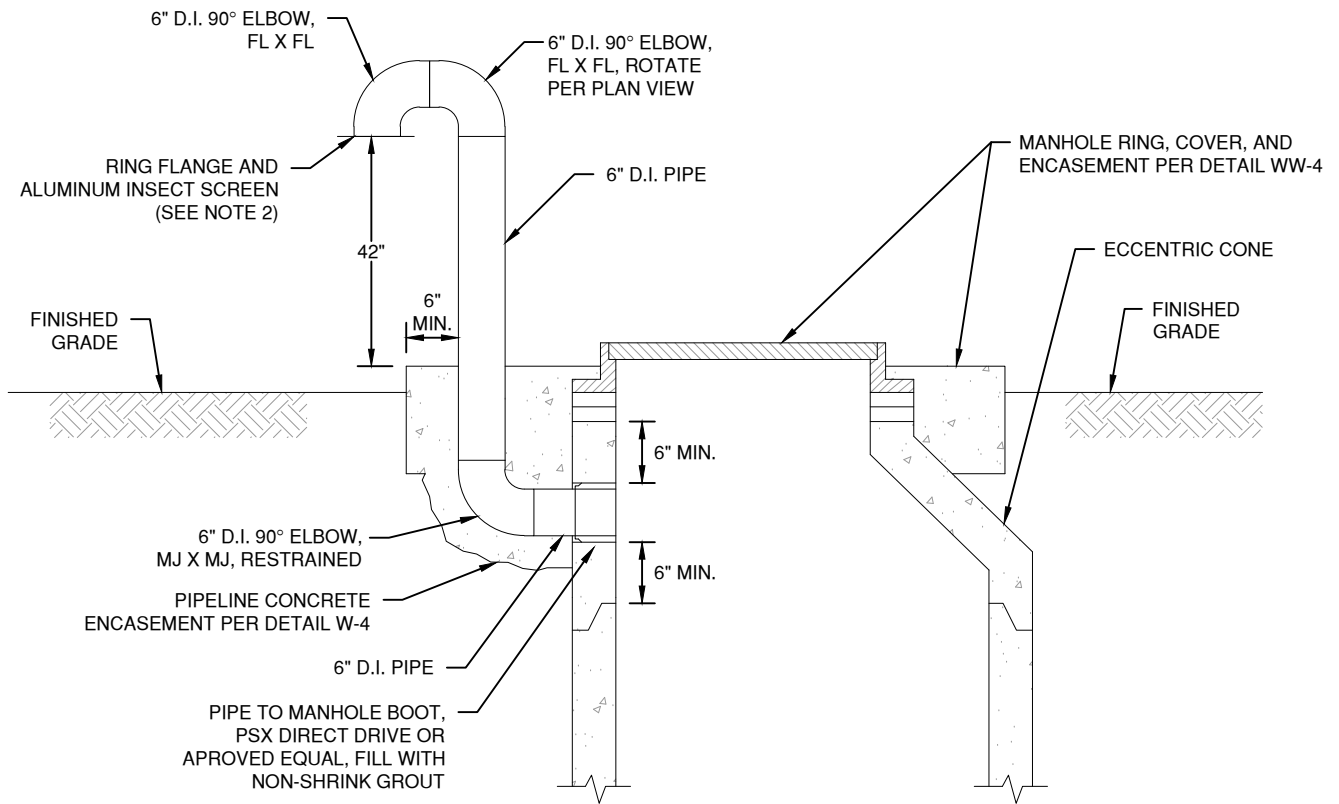 6" D.I. 90° ELBOW,
FL X FL
6" D.I. 90° ELBOW,
FL X FL, ROTATE
PER PLAN VIEW
RING FLANGE AND
ALUMINUM INSECT SCREEN
(SEE NOTE 2)
6" D.I. PIPE
MANHOLE RING, COVER, AND
ENCASEMENT PER DETAIL WW-4
42"
ECCENTRIC CONE
6"
MIN.
FINISHED
GRADE
FINISHED
GRADE
6" MIN.
6" D.I. 90° ELBOW,
MJ X MJ, RESTRAINED
6" MIN.
PIPELINE CONCRETE
ENCASEMENT PER DETAIL W-4
6" D.I. PIPE
PIPE TO MANHOLE BOOT,
PSX DIRECT DRIVE OR
APROVED EQUAL, FILL WITH
NON-SHRINK GROUT